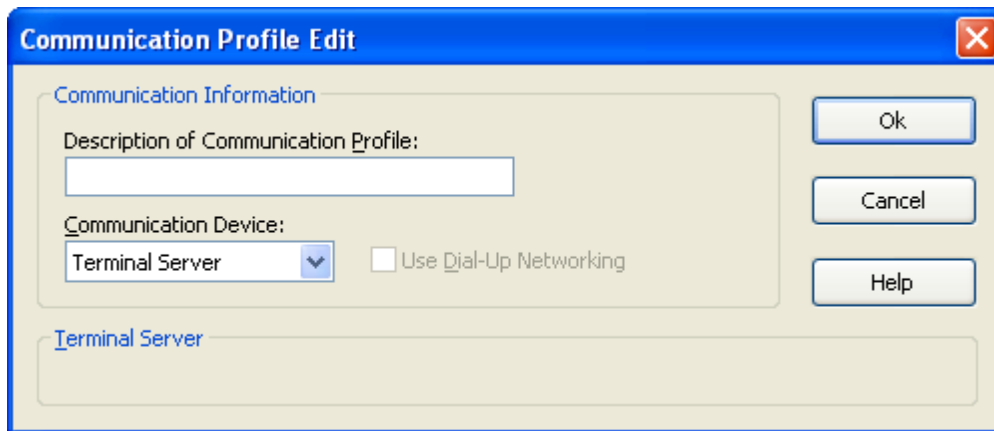 Communication Profile Edit
Communication Information
Description of Communication Profile:
Communication Device:
Terminal Server
Use Dial-Up Networking
Ok
Cancel
Help
Terminal Server